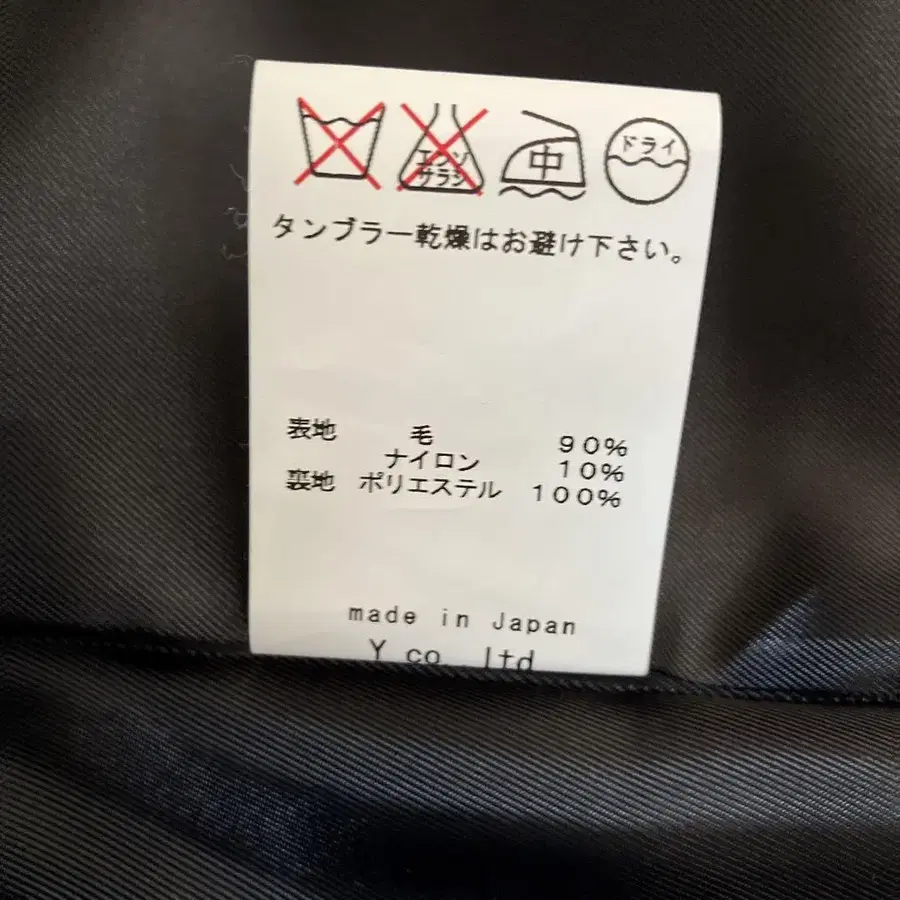 エンソ
サラシ
中
ドライ
タンブラー乾燥はお避け下さい。
表地 毛 90%
ナイロン 10%
裏地 ポリエステル 100%
made in Japan
Y co. ltd